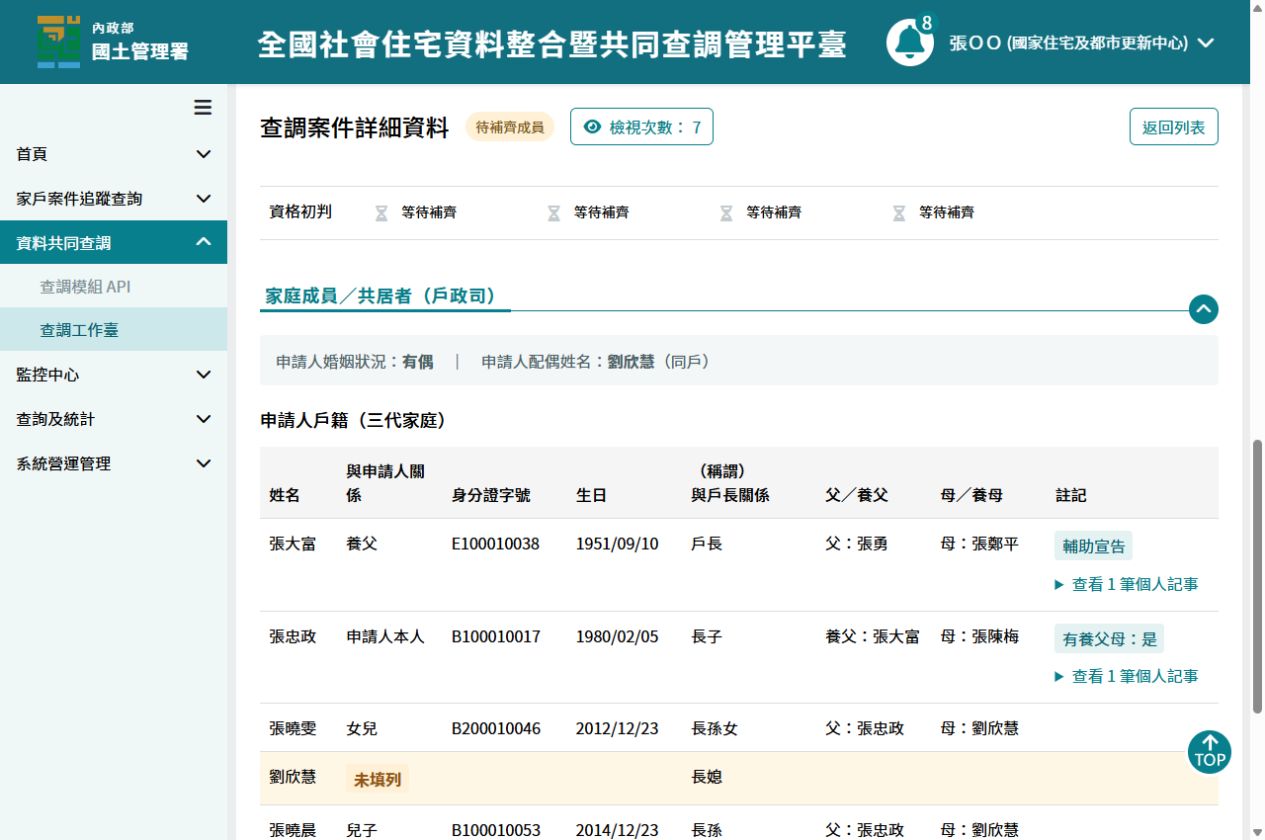 內政部
國土管理署
全國社會住宅資料整合暨共同查調管理平臺
8
張ＯＯ (國家住宅及都市更新中心)
首頁
家戶案件追蹤查詢
資料共同查調
查調模組 API
查調工作臺
監控中心
查詢及統計
系統營運管理
查調案件詳細資料 待補齊成員 檢視次數： 7 返回列表
資格初判 等待補齊 等待補齊 等待補齊 等待補齊
家庭成員／共居者（戶政司）
申請人婚姻狀況：有偶 ｜ 申請人配偶姓名：劉欣慧（同戶）
申請人戶籍（三代家庭）
姓名 與申請人關係 身分證字號 生日 （稱謂）與戶長關係 父／養父 母／養母 註記
張大富 養父 E100010038 1951/09/10 戶長 父：張勇 母：張鄭平 輔助宣告
▶ 查看 1 筆個人記事
張忠政 申請人本人 B100010017 1980/02/05 長子 養父：張大富 母：張陳梅 有養父母：是
▶ 查看 1 筆個人記事
張曉雯 女兒 B200010046 2012/12/23 長孫女 父：張忠政 母：劉欣慧
劉欣慧 未填列 長媳
張曉晨 兒子 B100010053 2014/12/23 長孫 父：張忠政 母：劉欣慧
TOP